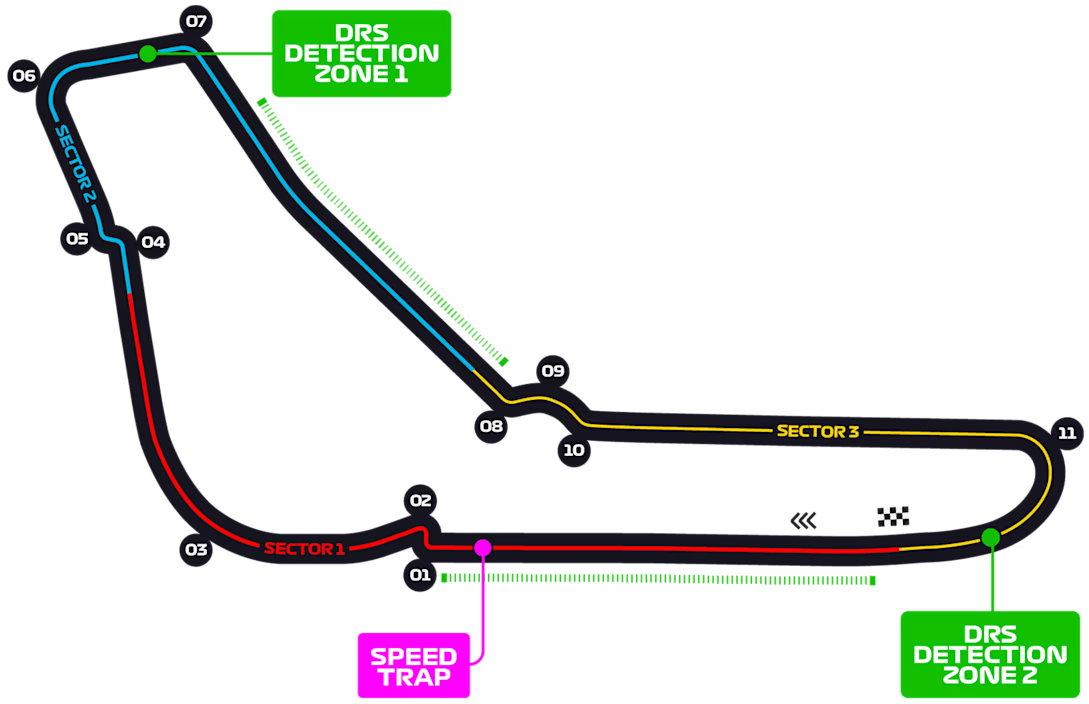 07
DRS
DETECTION
ZONE 1
06
SECTOR 2
05
04
09
08
10
SECTOR 3
11
02
03
SECTOR 1
01
SPEED
TRAP
DRS
DETECTION
ZONE 2